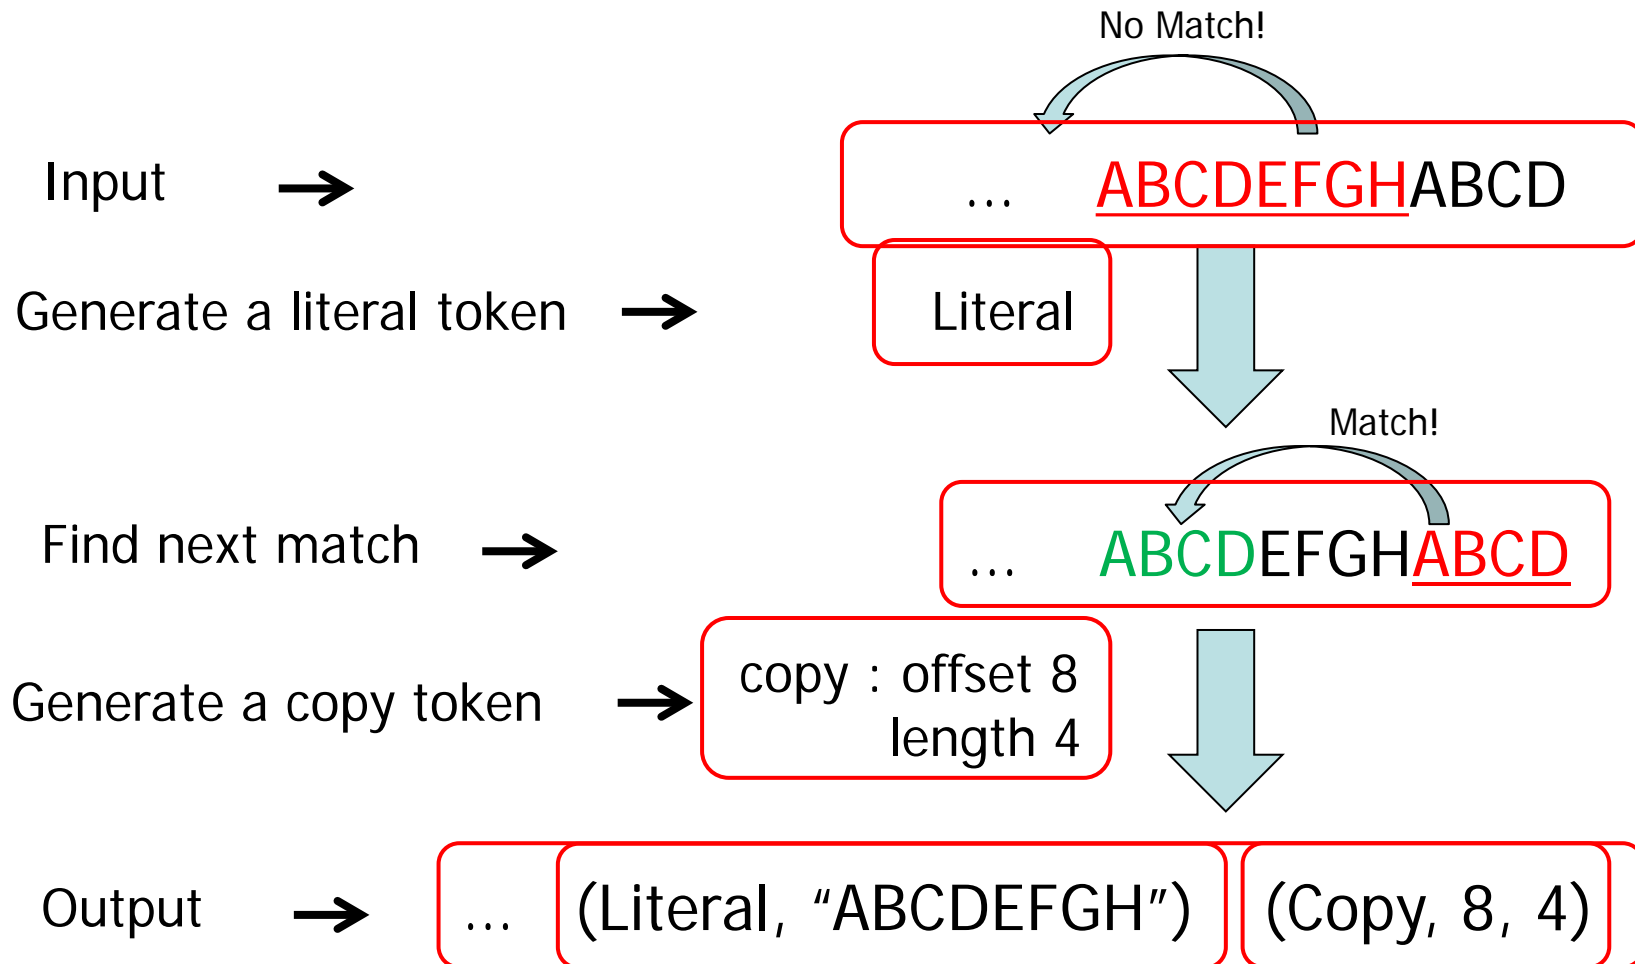 No Match!
Input → … ABCDEFGHABCD
Generate a literal token → Literal
Match!
Find next match → … ABCDEFGHABCD
Generate a copy token → copy : offset 8
length 4
Output → … (Literal, “ABCDEFGH”) (Copy, 8, 4)